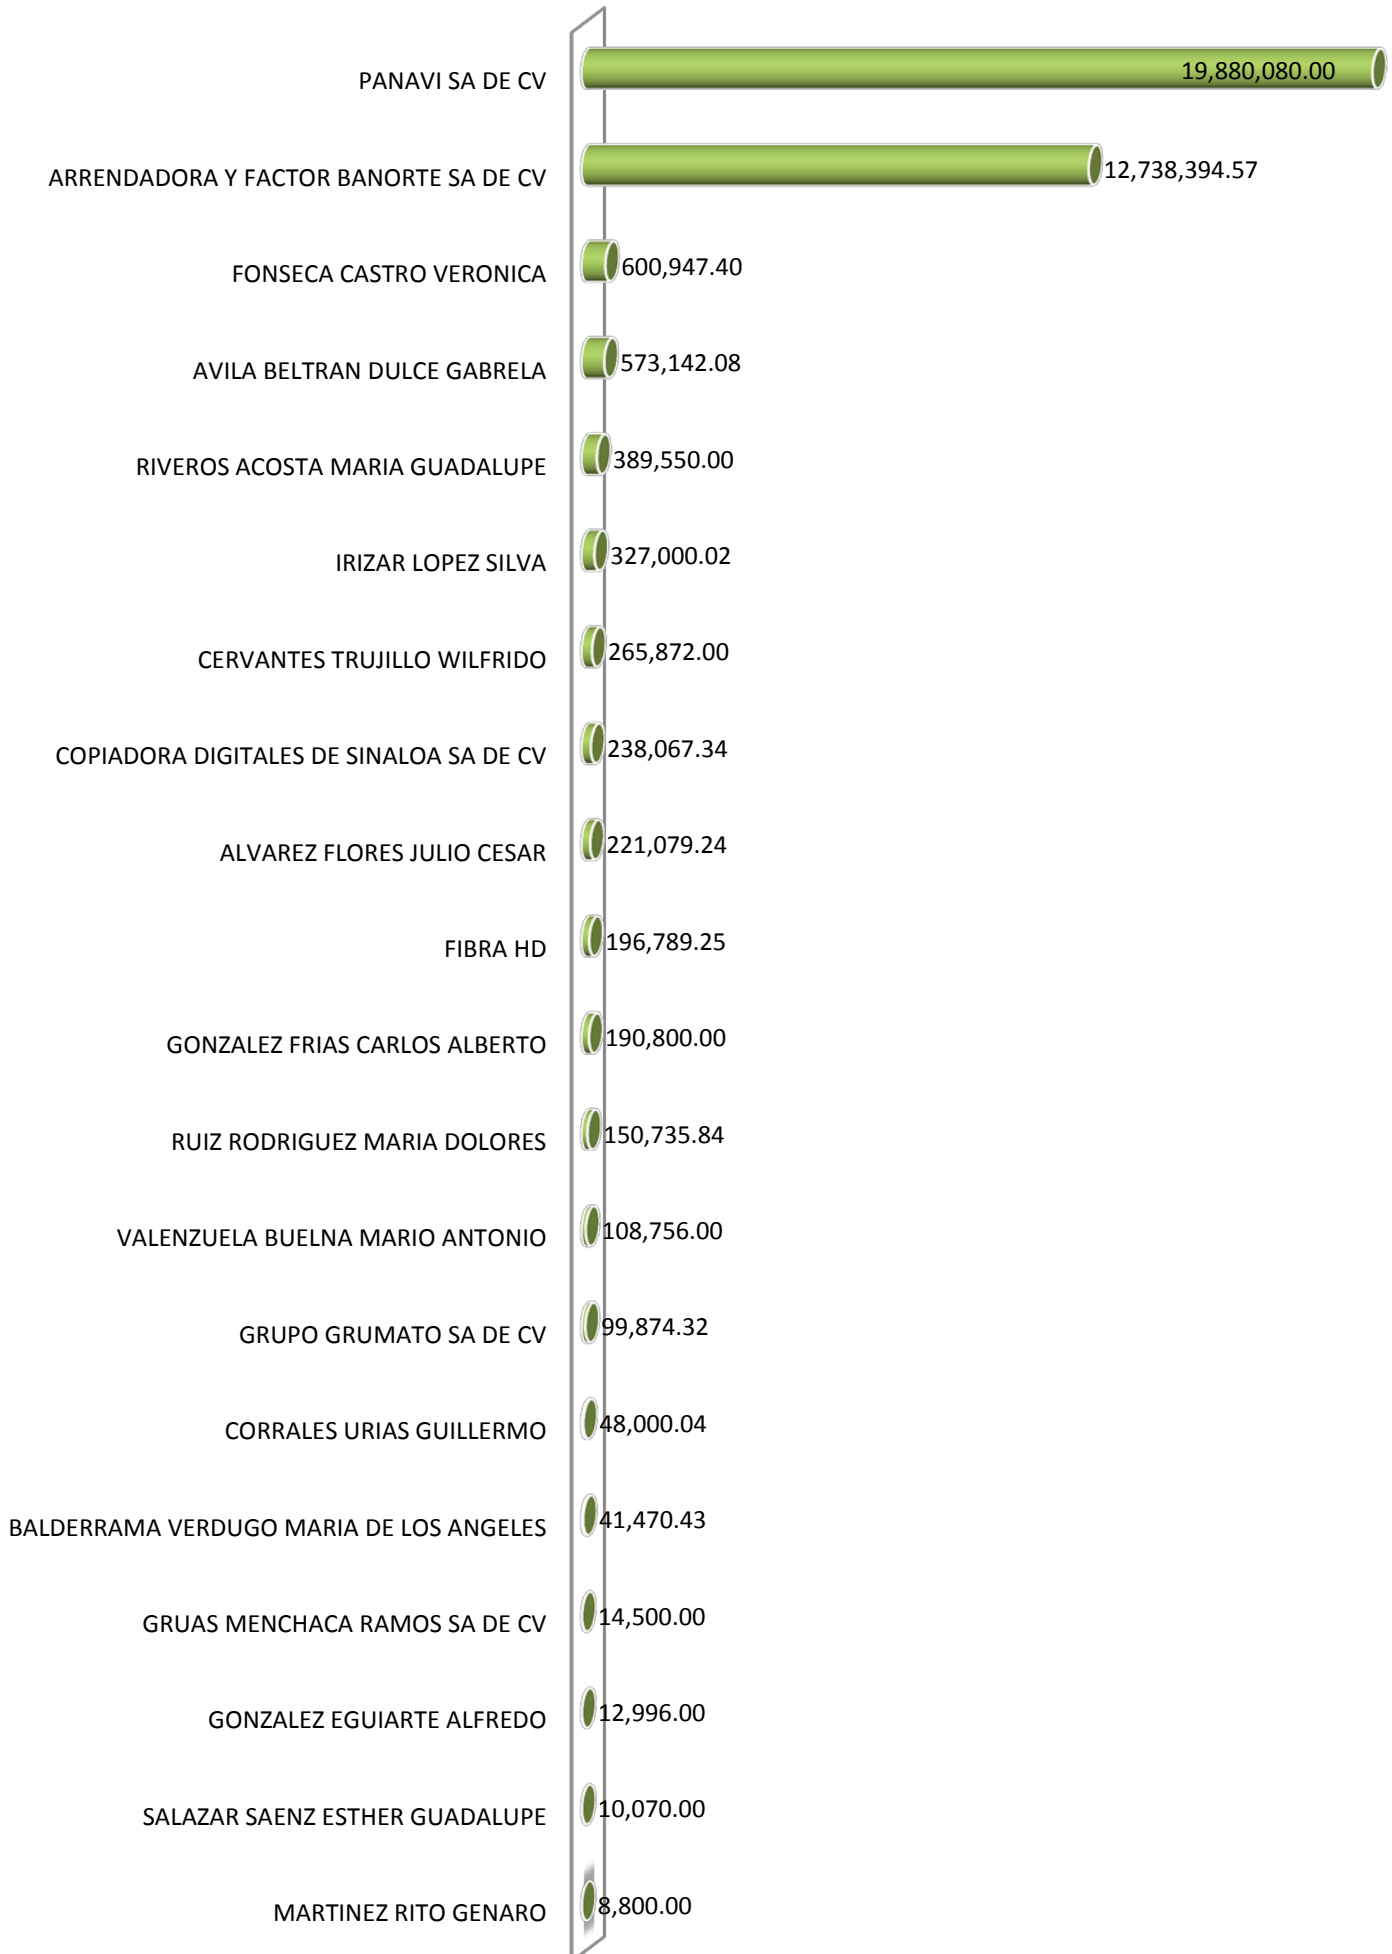 PANAVI SA DE CV 19,880,080.00
ARRENDADORA Y FACTOR BANORTE SA DE CV 12,738,394.57
FONSECA CASTRO VERONICA 600,947.40
AVILA BELTRAN DULCE GABRELA 573,142.08
RIVEROS ACOSTA MARIA GUADALUPE 389,550.00
IRIZAR LOPEZ SILVA 327,000.02
CERVANTES TRUJILLO WILFRIDO 265,872.00
COPIADORA DIGITALES DE SINALOA SA DE CV 238,067.34
ALVAREZ FLORES JULIO CESAR 221,079.24
FIBRA HD 196,789.25
GONZALEZ FRIAS CARLOS ALBERTO 190,800.00
RUIZ RODRIGUEZ MARIA DOLORES 150,735.84
VALENZUELA BUELNA MARIO ANTONIO 108,756.00
GRUPO GRUMATO SA DE CV 99,874.32
CORRALES URIAS GUILLERMO 48,000.04
BALDERRAMA VERDUGO MARIA DE LOS ANGELES 41,470.43
GRUAS MENCHACA RAMOS SA DE CV 14,500.00
GONZALEZ EGUIARTE ALFREDO 12,996.00
SALAZAR SAENZ ESTHER GUADALUPE 10,070.00
MARTINEZ RITO GENARO 8,800.00